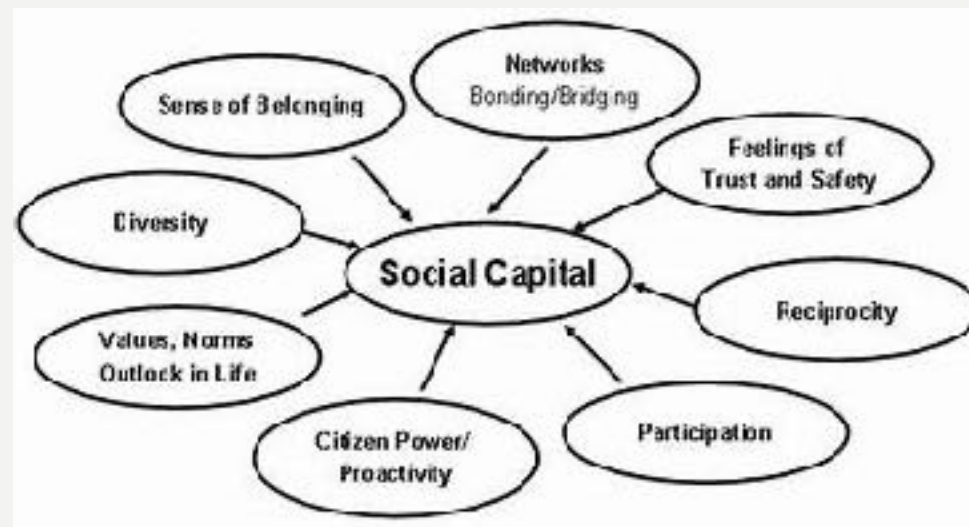 Networks
Bonding/Bridging
Sense of Belonging
Feelings of
Trust and Safety
Diversity
Social Capital
Reciprocity
Values, Norms
Outlock in Life
Citizen Power/
Proactivity
Participation